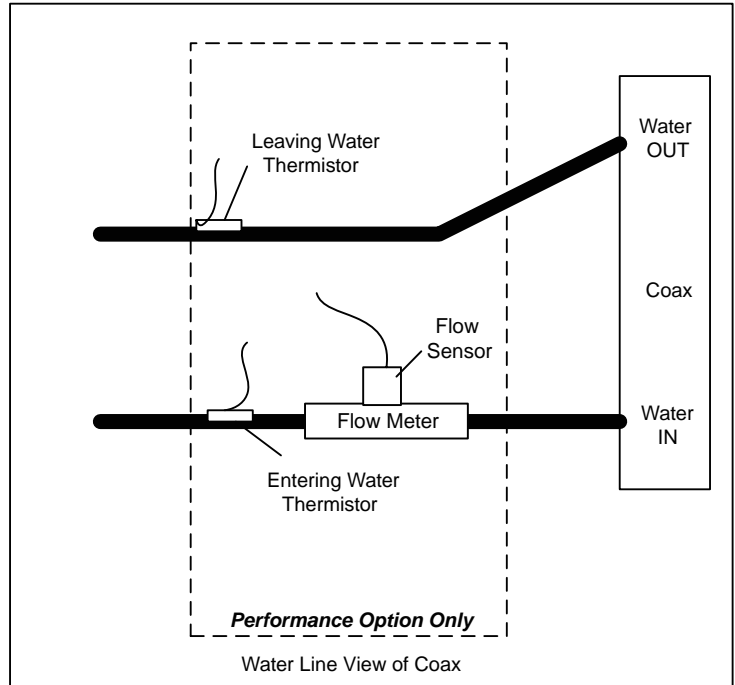 Leaving Water
Thermistor
Water
OUT
Coax
Flow
Sensor
Flow Meter
Water
IN
Entering Water
Thermistor
Performance Option Only
Water Line View of Coax